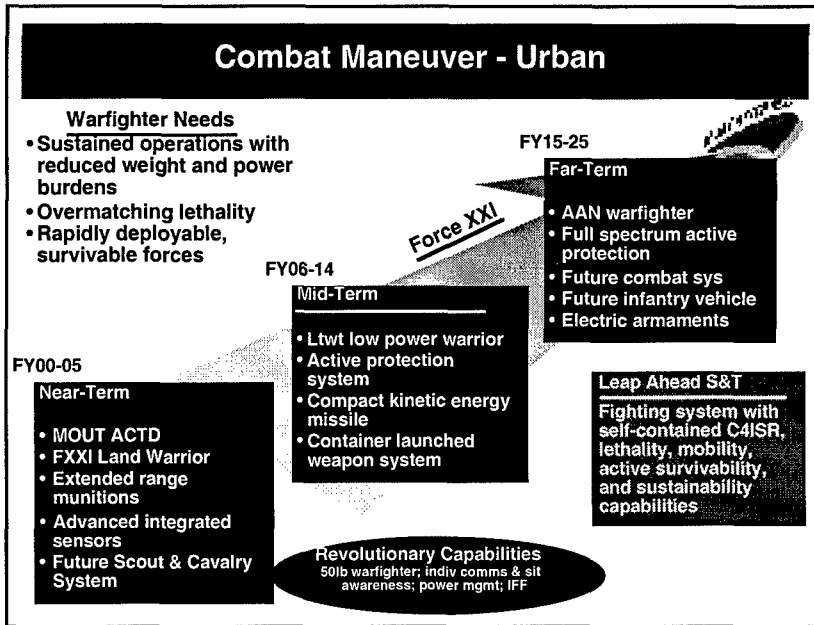 Combat Maneuver - Urban
Warfighter Needs
• Sustained operations with
reduced weight and power
burdens
• Overmatching lethality
• Rapidly deployable,
survivable forces
Force XXI
FY15-25
Far-Term
• AAN warfighter
• Full spectrum active
protection
• Future combat sys
• Future infantry vehicle
• Electric armaments
FY06-14
Mid-Term
• Ltwt low power warrior
• Active protection
system
• Compact kinetic energy
missile
• Container launched
weapon system
FY00-05
Near-Term
• MOUT ACTD
• FXXI Land Warrior
• Extended range
munitions
• Advanced integrated
sensors
• Future Scout & Cavalry
System
Leap Ahead S&T
Fighting system with
self-contained C4ISR,
lethality, mobility,
active survivability,
and sustainability
capabilities
Revolutionary Capabilities
50lb warfighter; indiv comms & sit
awareness; power mgmt; IFF